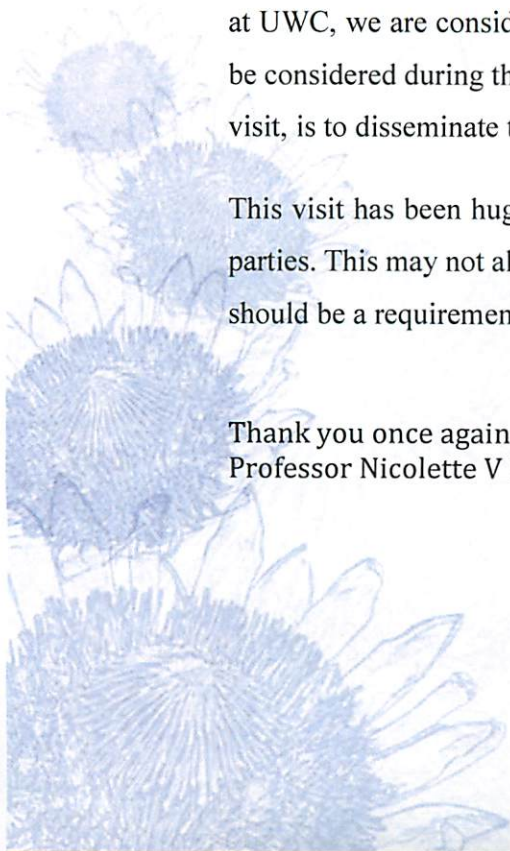 at UWC, we are consid
be considered during th
visit, is to disseminate t
This visit has been hug
parties. This may not al
should be a requiremen
Thank you once again
Professor Nicolette V